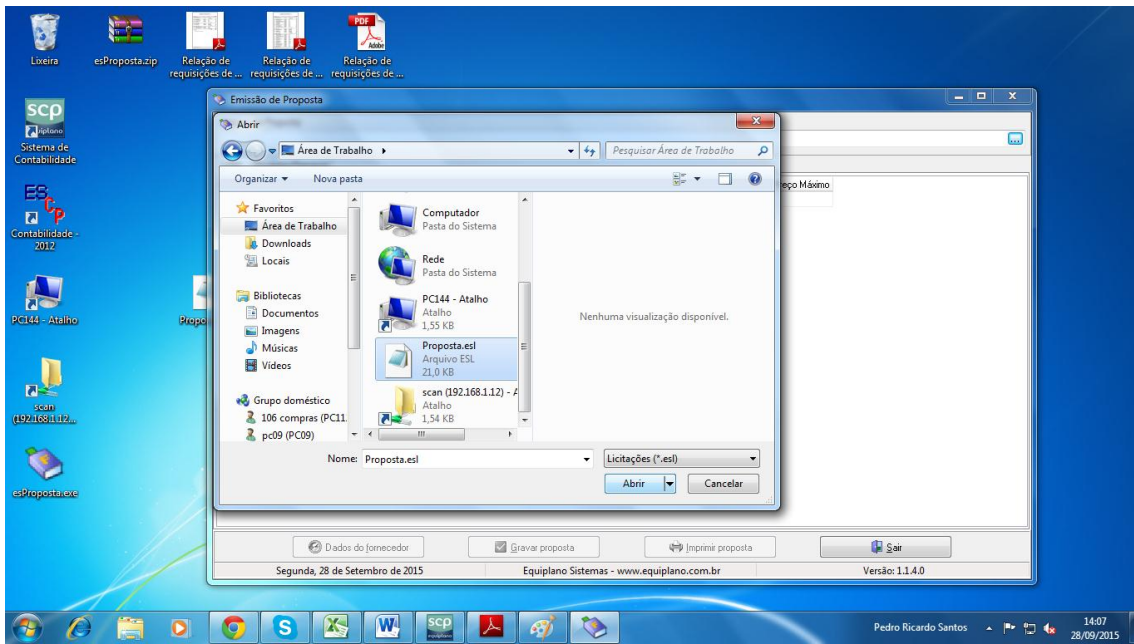 Lixeira
esProposta.zip
Relação de
requisições de ...
Relação de
requisições de ...
PDF
Adobe
Relação de
requisições de ...
scp
Sistema de
Contabilidade
Contabilidade -
2012
PC144 - Atalho
scan
(192.168.1.12...
esProposta.exe
Emissão de Proposta
eço Máximo
Abrir
Área de Trabalho
Pesquisar Área de Trabalho
Organizar
Nova pasta
Favoritos
Área de Trabalho
Downloads
Locais
Bibliotecas
Documentos
Imagens
Músicas
Vídeos
Grupo doméstico
106 compras (PC11.
pc09 (PC09)
Computador
Pasta do Sistema
Rede
Pasta do Sistema
PC144 - Atalho
Atalho
1,55 KB
Proposta.esl
Arquivo ESL
21,0 KB
scan (192.168.1.12) - A
Atalho
1,54 KB
Nenhuma visualização disponível.
Nome: Proposta.esl
Licitações (*.esl)
Abrir
Cancelar
Dados do fornecedor
Gravar proposta
Imprimir proposta
Sair
Segunda, 28 de Setembro de 2015
Equiplano Sistemas - www.equiplano.com.br
Versão: 1.1.4.0
scp
Pedro Ricardo Santos
14:07
28/09/2015